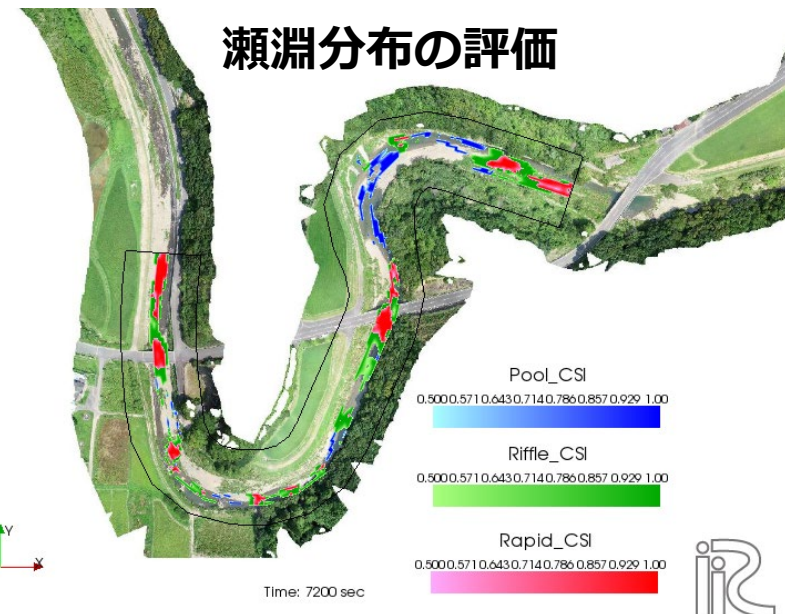 瀬淵分布の評価
Pool_CSI
0.500 0.571 0.643 0.714 0.786 0.857 0.929 1.00
Riffle_CSI
0.500 0.571 0.643 0.714 0.786 0.857 0.929 1.00
Rapid_CSI
0.500 0.571 0.643 0.714 0.786 0.857 0.929 1.00
Y
X
Time: 7200 sec
iRIC